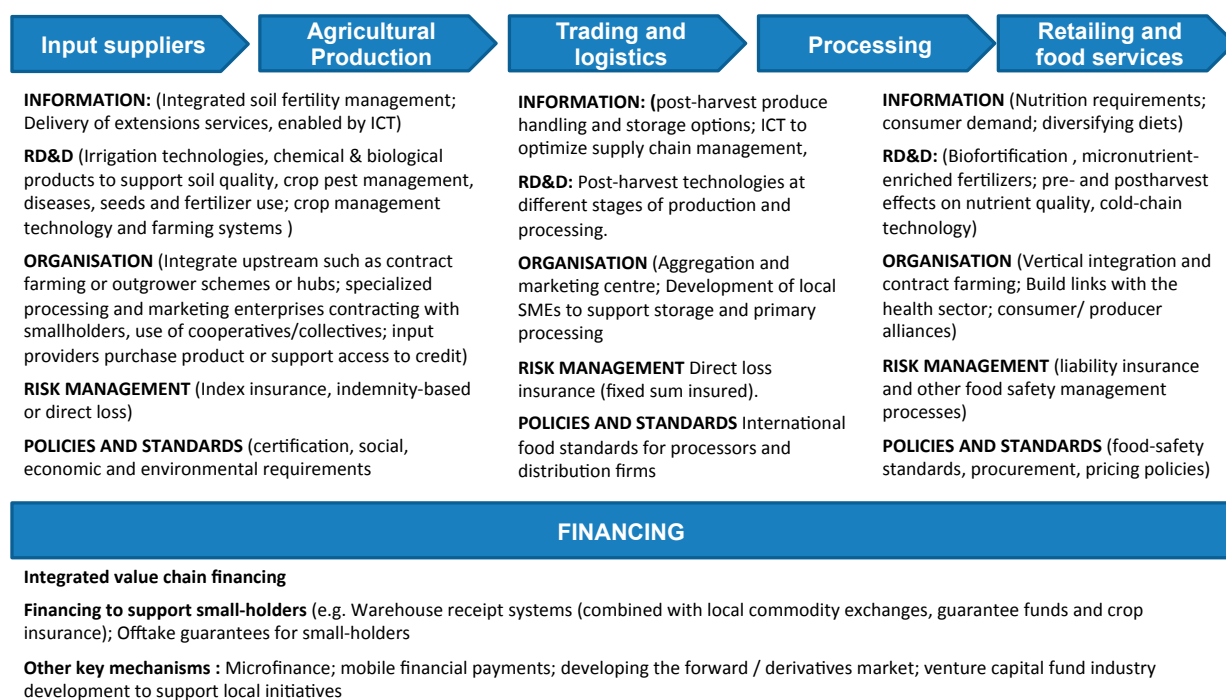 Input suppliers
Agricultural
Production
Trading and
logistics
Processing
Retailing and
food services
INFORMATION: (Integrated soil fertility management;
Delivery of extensions services, enabled by ICT)
RD&D (Irrigation technologies, chemical & biological
products to support soil quality, crop pest management,
diseases, seeds and fertilizer use; crop management
technology and farming systems )
ORGANISATION (Integrate upstream such as contract
farming or outgrower schemes or hubs; specialized
processing and marketing enterprises contracting with
smallholders, use of cooperatives/collectives; input
providers purchase product or support access to credit)
RISK MANAGEMENT (Index insurance, indemnity-based
or direct loss)
POLICIES AND STANDARDS (certification, social,
economic and environmental requirements
INFORMATION: (post-harvest produce
handling and storage options; ICT to
optimize supply chain management,
RD&D: Post-harvest technologies at
different stages of production and
processing.
ORGANISATION (Aggregation and
marketing centre; Development of local
SMEs to support storage and primary
processing
RISK MANAGEMENT Direct loss
insurance (fixed sum insured).
POLICIES AND STANDARDS International
food standards for processors and
distribution firms
INFORMATION (Nutrition requirements;
consumer demand; diversifying diets)
RD&D: (Biofortification , micronutrient-
enriched fertilizers; pre- and postharvest
effects on nutrient quality, cold-chain
technology)
ORGANISATION (Vertical integration and
contract farming; Build links with the
health sector; consumer/ producer
alliances)
RISK MANAGEMENT (liability insurance
and other food safety management
processes)
POLICIES AND STANDARDS (food-safety
standards, procurement, pricing policies)
FINANCING
Integrated value chain financing
Financing to support small-holders (e.g. Warehouse receipt systems (combined with local commodity exchanges, guarantee funds and crop
insurance); Offtake guarantees for small-holders
Other key mechanisms : Microfinance; mobile financial payments; developing the forward / derivatives market; venture capital fund industry
development to support local initiatives